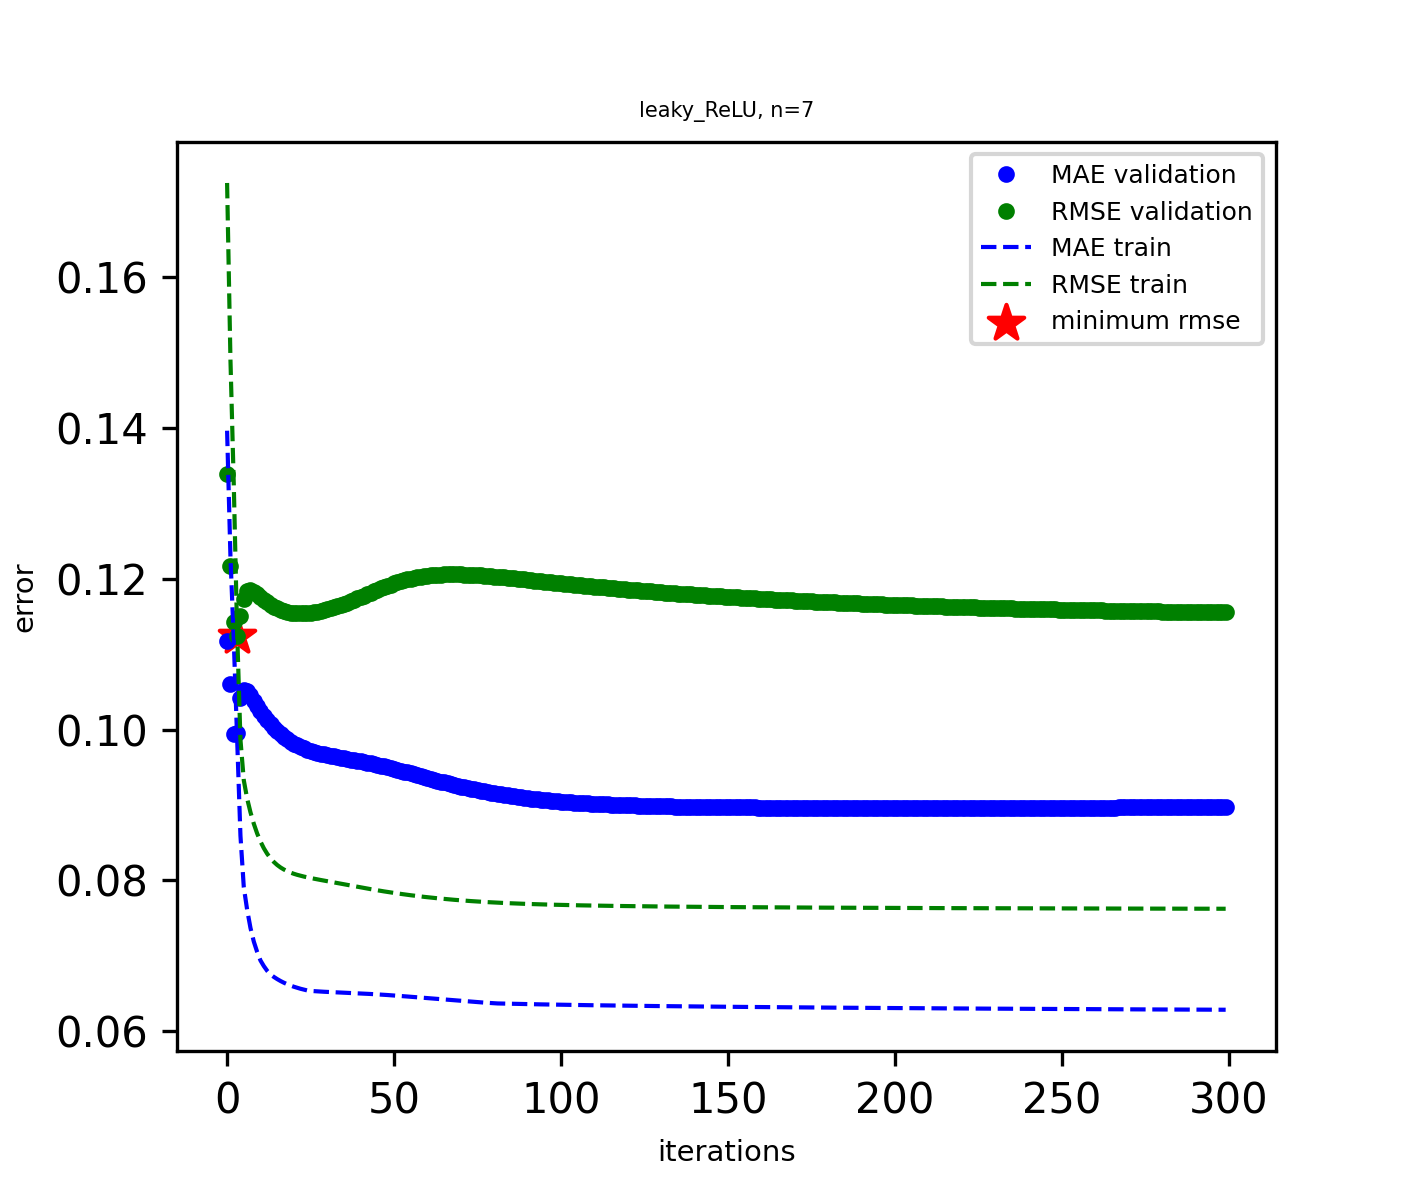 leaky_ReLU, n=7
MAE validation
RMSE validation
MAE train
RMSE train
minimum rmse
0.16
0.14
0.12
0.10
0.08
0.06
error
0 50 100 150 200 250 300
iterations